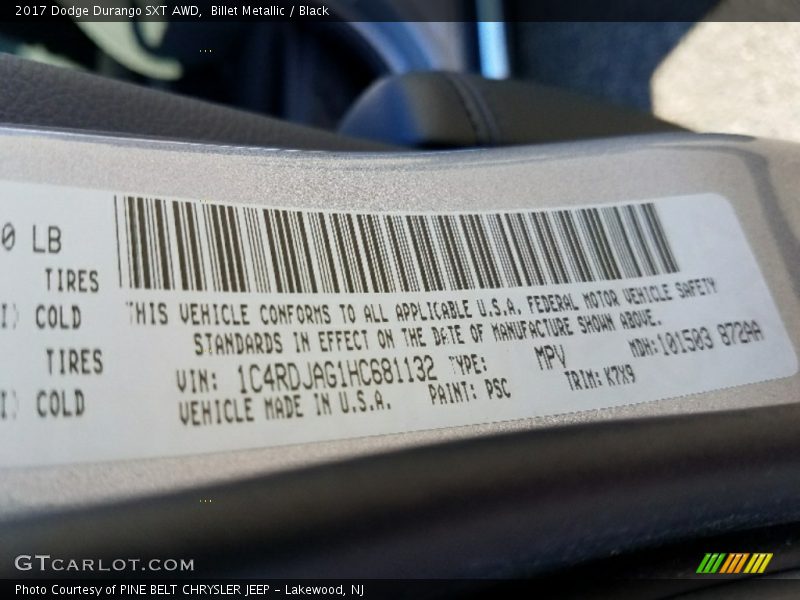 2017 Dodge Durango SXT AWD,  Billet Metallic / Black
0 LB
TIRES
I) COLD
TIRES
I) COLD
THIS VEHICLE CONFORMS TO ALL APPLICABLE U.S.A. FEDERAL MOTOR VEHICLE SAFETY
STANDARDS IN EFFECT ON THE DATE OF MANUFACTURE SHOWN ABOVE.
VIN: 1C4RDJAG1HC681132 TYPE: MPV MDH:101503 872AA
VEHICLE MADE IN U.S.A. PAINT: PSC TRIM: K7X9
GTCARLOT.COM
Photo Courtesy of PINE BELT CHRYSLER JEEP - Lakewood, NJ